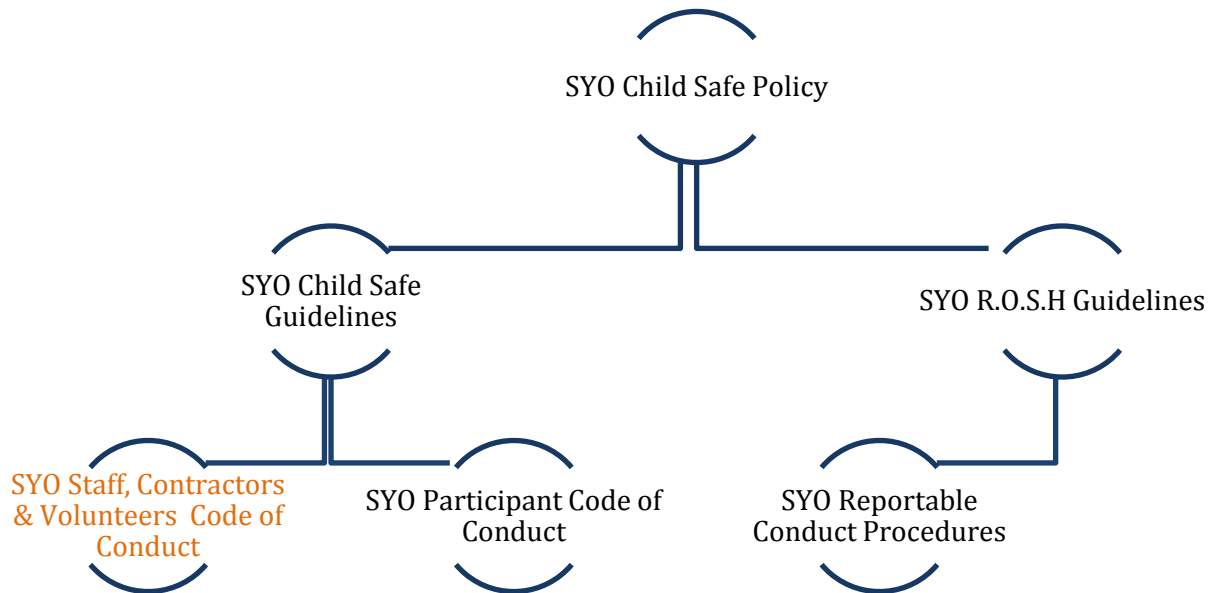 SYO Child Safe Policy
SYO Child Safe
Guidelines
SYO R.O.S.H Guidelines
SYO Staff, Contractors
& Volunteers  Code of
Conduct
SYO Participant Code of
Conduct
SYO Reportable
Conduct Procedures